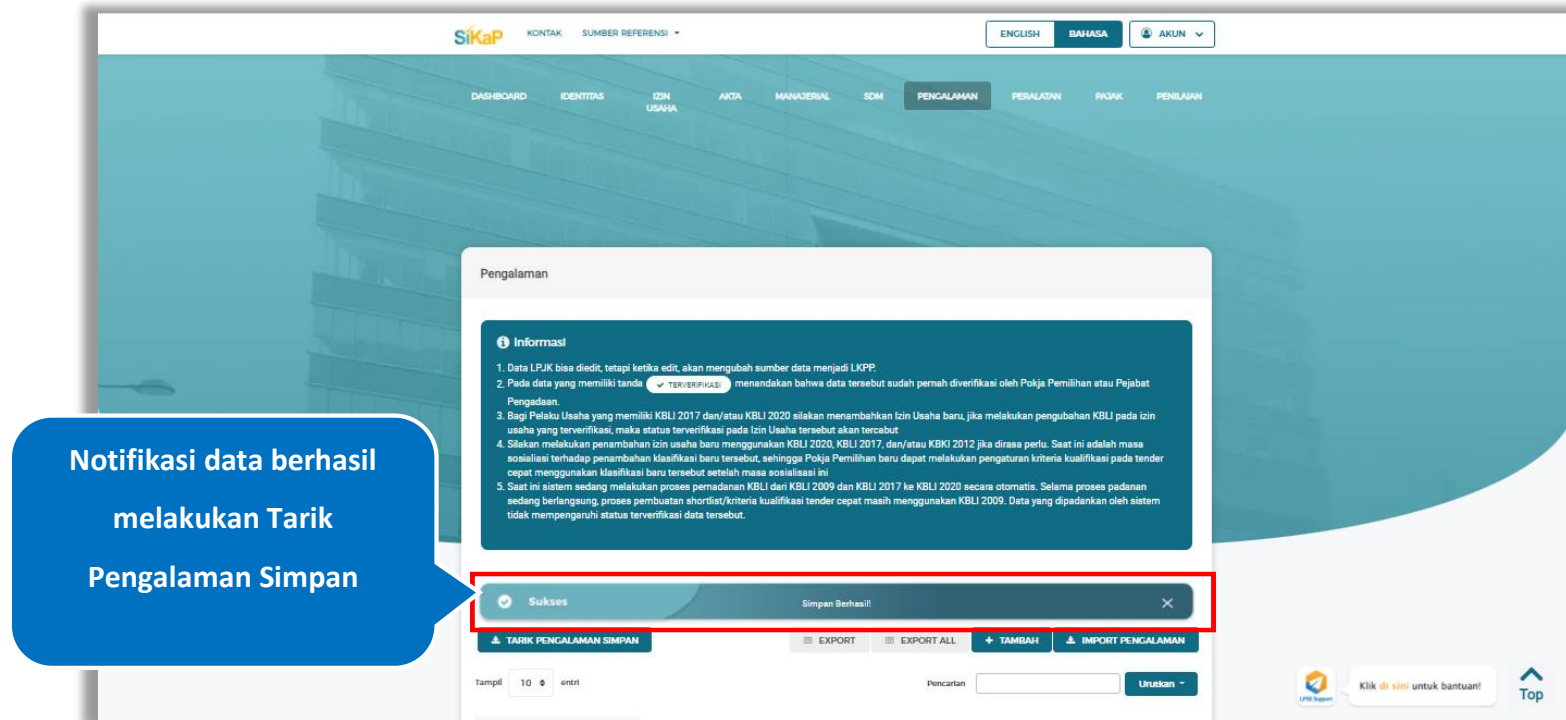 SiKaP KONTAK SUMBER REFERENSI ENGLISH BAHASA AKUN
DASHBOARD IDENTITAS IZIN USAHA AKTA MANAJERIAL SDM PENGALAMAN PERALATAN PAJAK PENILAIAN
Pengalaman
Informasi
1. Data LPJK bisa diedit, tetapi ketika edit, akan mengubah sumber data menjadi LKPP.
2. Pada data yang memiliki tanda TERVERIFIKASI menandakan bahwa data tersebut sudah pernah diverifikasi oleh Pokja Pemilihan atau Pejabat
Pengadaan.
3. Bagi Pelaku Usaha yang memiliki KBLI 2017 dan/atau KBLI 2020 silakan menambahkan Izin Usaha baru, jika melakukan pengubahan KBLI pada izin
usaha yang terverifikasi, maka status terverifikasi pada Izin Usaha tersebut akan tercabut
4. Silakan melakukan penambahan izin usaha baru menggunakan KBLI 2020, KBLI 2017, dan/atau KBKI 2012 jika dirasa perlu. Saat ini adalah masa
sosialiasi terhadap penambahan klasifikasi baru tersebut, sehingga Pokja Pemilihan baru dapat melakukan pengaturan kriteria kualifikasi pada tender
cepat menggunakan klasifikasi baru tersebut setelah masa sosialisasi ini
5. Saat ini sistem sedang melakukan proses pemadanan KBLI dari KBLI 2009 dan KBLI 2017 ke KBLI 2020 secara otomatis. Selama proses padanan
sedang berlangsung, proses pembuatan shortlist/kriteria kualifikasi tender cepat masih menggunakan KBLI 2009. Data yang dipadankan oleh sistem
tidak mempengaruhi status terverifikasi data tersebut.
Notifikasi data berhasil
melakukan Tarik
Pengalaman Simpan
Sukses Simpan Berhasil!
TARIK PENGALAMAN SIMPAN EXPORT EXPORT ALL + TAMBAH IMPORT PENGALAMAN
Tampil 10 entri Pencarian Urutkan
LPSE Support Klik di sini untuk bantuan! Top